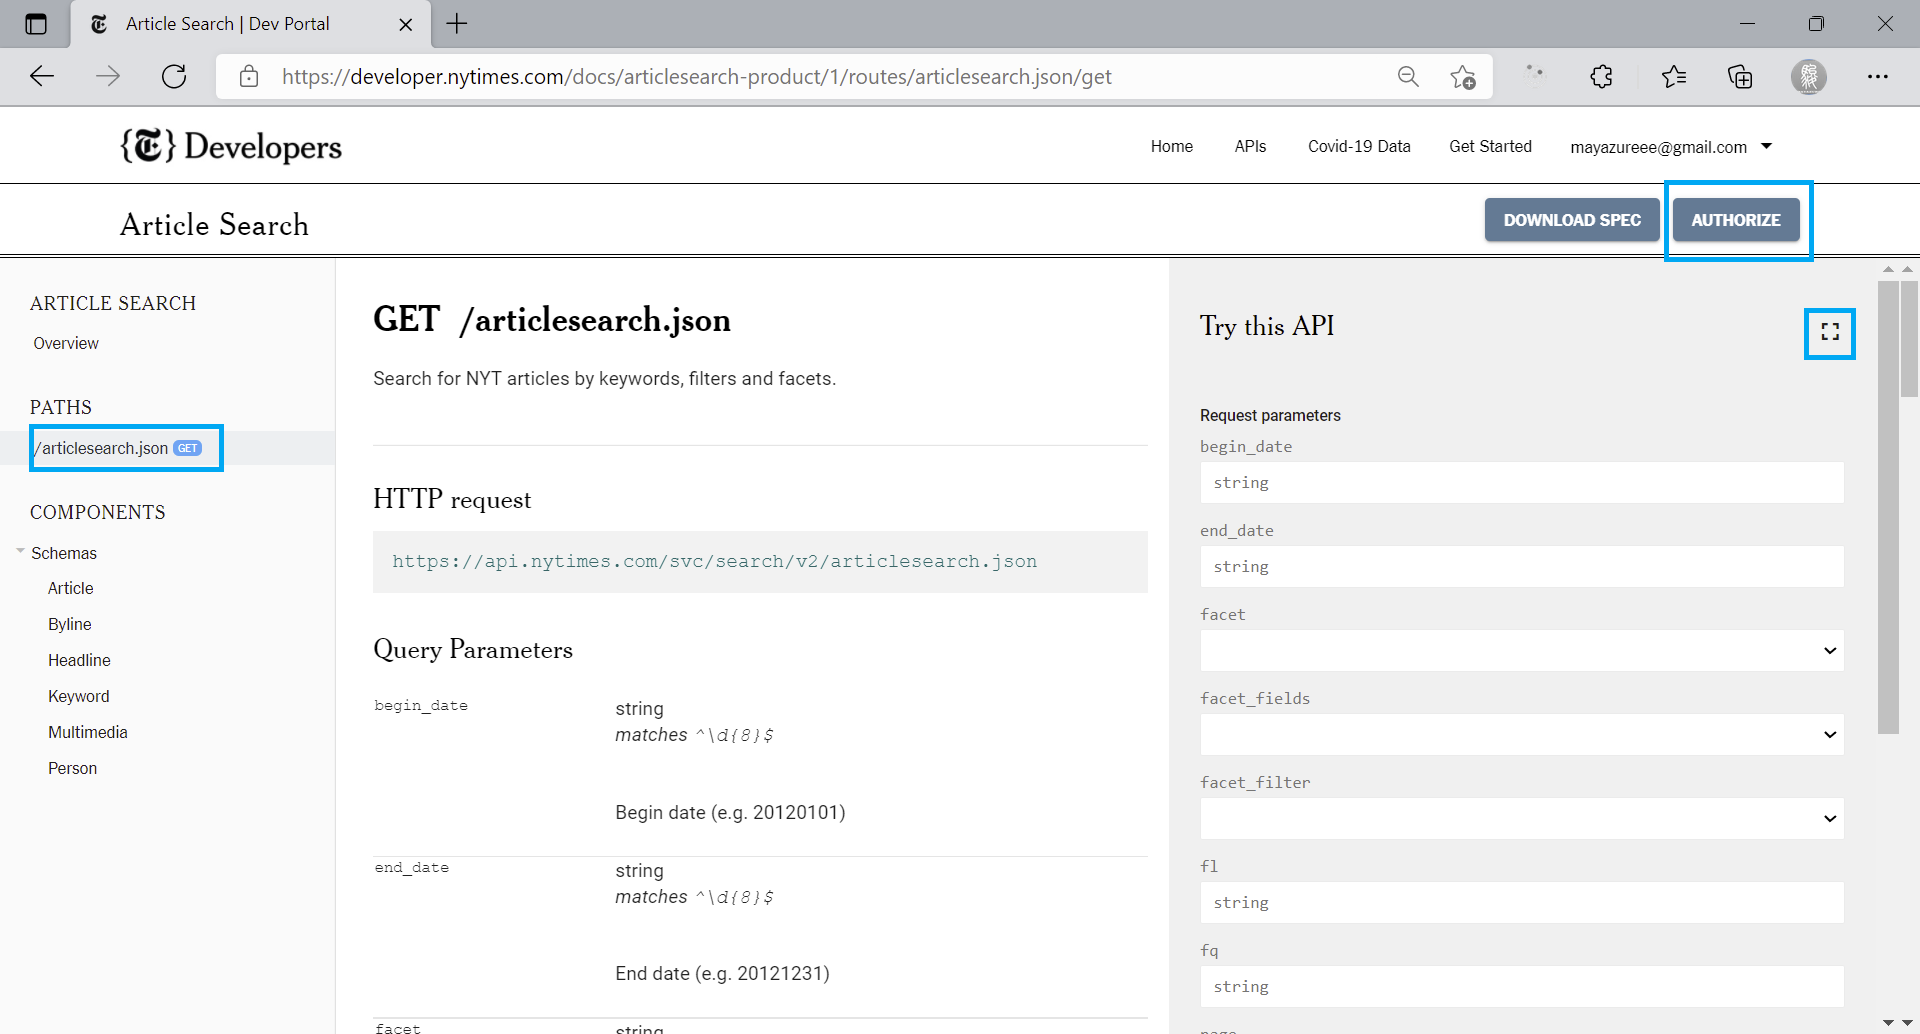 Article Search | Dev Portal
https://developer.nytimes.com/docs/articlesearch-product/1/routes/articlesearch.json/get
{T} Developers
Home APIs Covid-19 Data Get Started mayazureee@gmail.com
Article Search
DOWNLOAD SPEC AUTHORIZE
ARTICLE SEARCH
Overview
PATHS
/articlesearch.json GET
COMPONENTS
Schemas
Article
Byline
Headline
Keyword
Multimedia
Person
GET /articlesearch.json
Search for NYT articles by keywords, filters and facets.
HTTP request
https://api.nytimes.com/svc/search/v2/articlesearch.json
Query Parameters
begin_date string
matches ^\d{8}$
Begin date (e.g. 20120101)
end_date string
matches ^\d{8}$
End date (e.g. 20121231)
facet string
Try this API
Request parameters
begin_date
string
end_date
string
facet
facet_fields
facet_filter
fl
string
fq
string
page